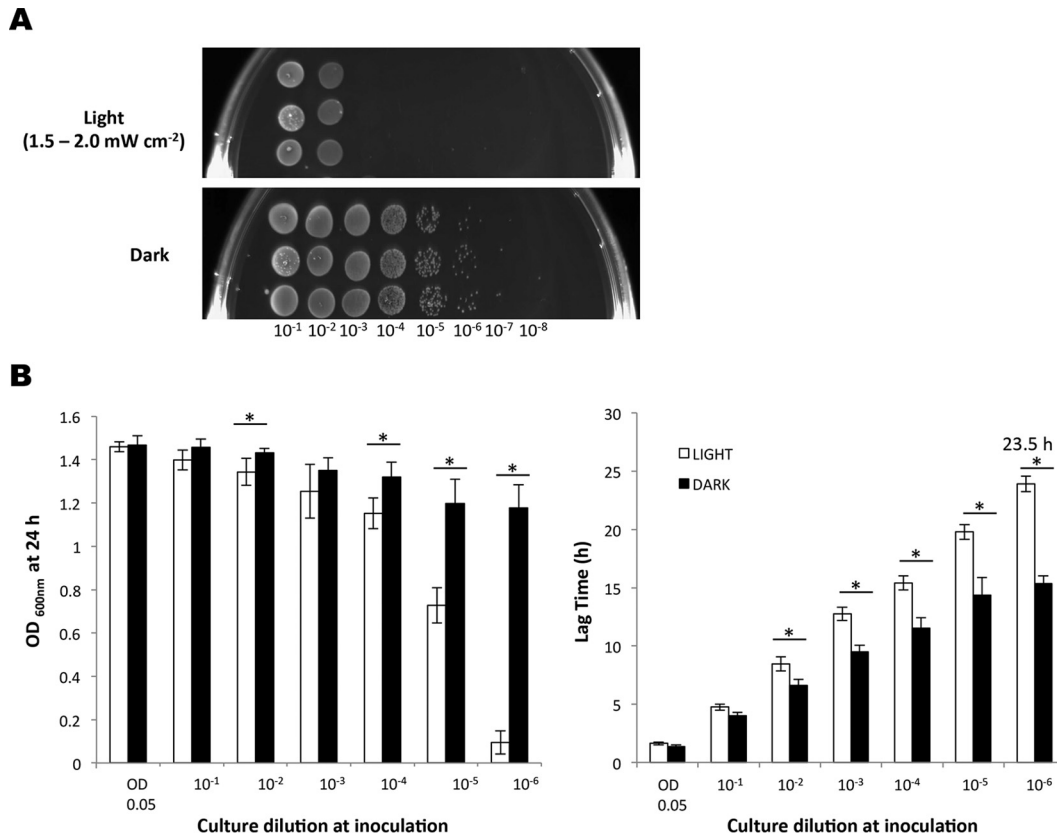 A
Light
(1.5 – 2.0 mW cm⁻²)
Dark
10⁻¹ 10⁻² 10⁻³ 10⁻⁴ 10⁻⁵ 10⁻⁶ 10⁻⁷ 10⁻⁸
B
OD 600nm at 24 h
1.6
1.4
1.2
1
0.8
0.6
0.4
0.2
0
* * * *
OD 0.05 10⁻¹ 10⁻² 10⁻³ 10⁻⁴ 10⁻⁵ 10⁻⁶
Culture dilution at inoculation
Lag Time (h)
30
25
20
15
10
5
0
LIGHT
DARK
23.5 h
* * * * *
OD 0.05 10⁻¹ 10⁻² 10⁻³ 10⁻⁴ 10⁻⁵ 10⁻⁶
Culture dilution at inoculation